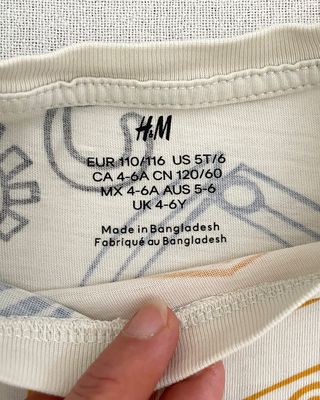 H&M
EUR 110/116 US 5T/6
CA 4-6A CN 120/60
MX 4-6A AUS 5-6
UK 4-6Y
Made in Bangladesh
Fabriqué au Bangladesh